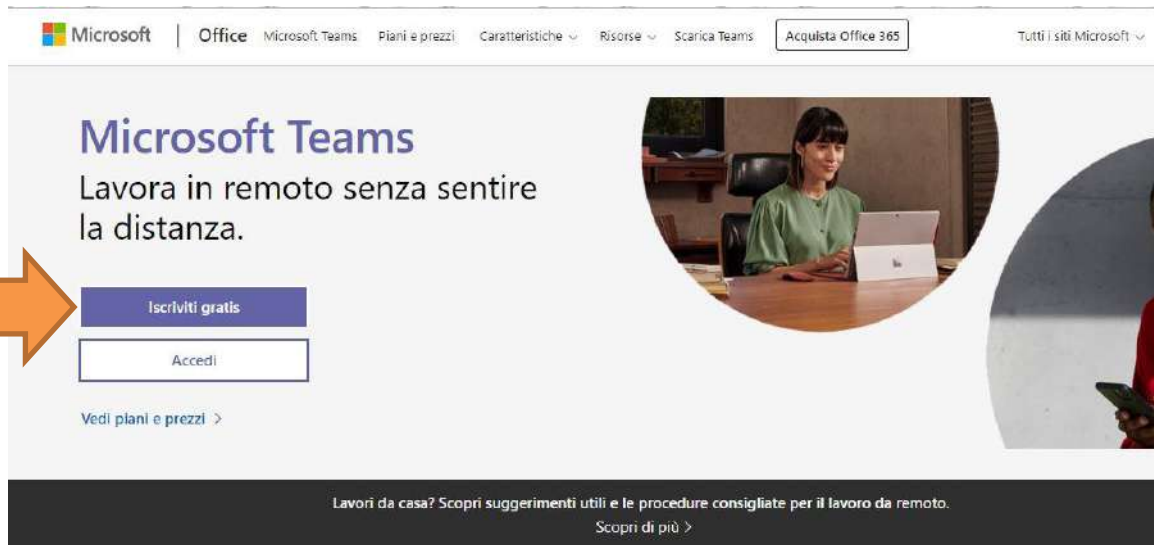 Microsoft | Office Microsoft Teams Piani e prezzi Caratteristiche Risorse Scarica Teams Acquista Office 365 Tutti i siti Microsoft
Microsoft Teams
Lavora in remoto senza sentire
la distanza.
Iscriviti gratis
Accedi
Vedi piani e prezzi >
Lavori da casa? Scopri suggerimenti utili e le procedure consigliate per il lavoro da remoto.
Scopri di più >